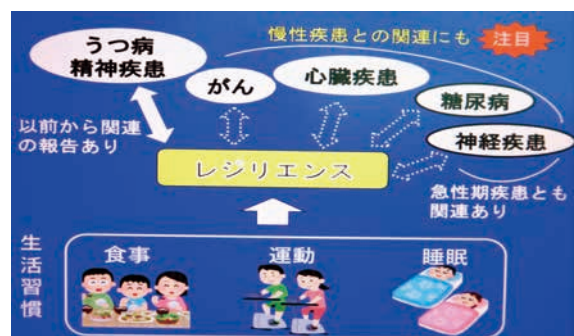 慢性疾患との関連にも
注目
うつ病
精神疾患
がん
心臓疾患
糖尿病
神経疾患
以前から関連
の報告あり
レジリエンス
急性期疾患とも
関連あり
生活習慣
食事
運動
睡眠